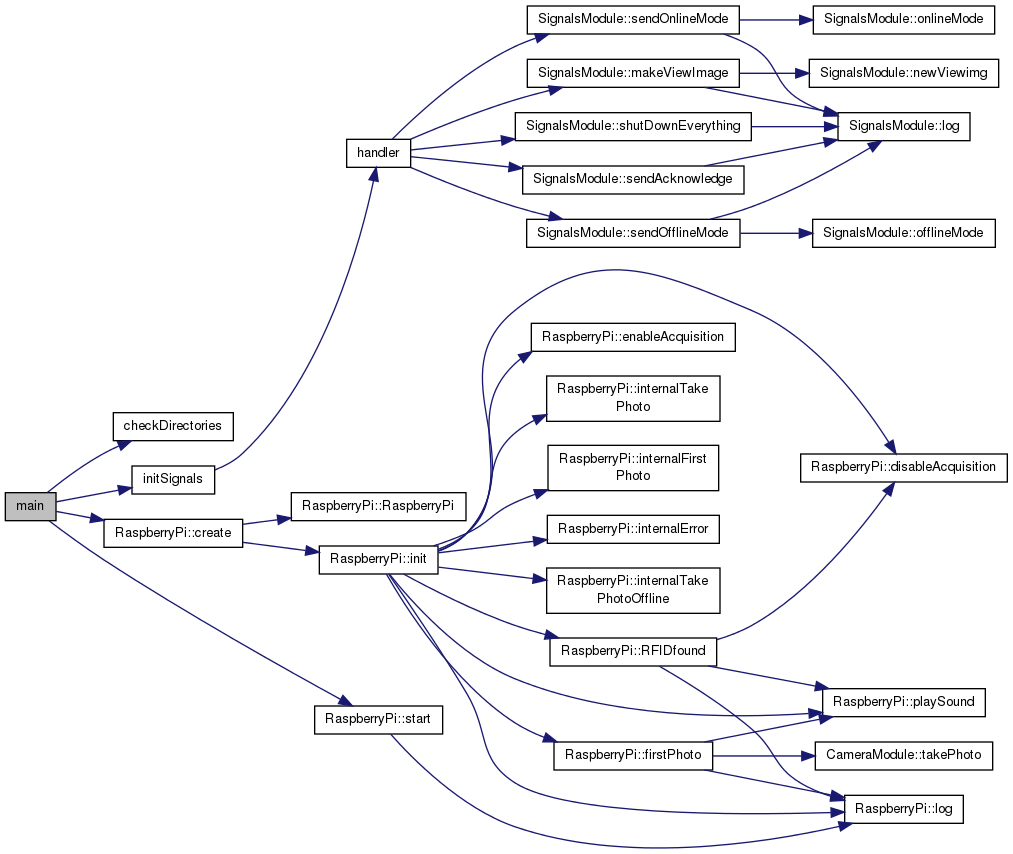 SignalsModule::sendOnlineMode
SignalsModule::onlineMode
SignalsModule::makeViewImage
SignalsModule::newViewimg
SignalsModule::shutDownEverything
SignalsModule::log
handler
SignalsModule::sendAcknowledge
SignalsModule::sendOfflineMode
SignalsModule::offlineMode
RaspberryPi::enableAcquisition
RaspberryPi::internalTake
Photo
checkDirectories
RaspberryPi::internalFirst
Photo
RaspberryPi::disableAcquisition
initSignals
main
RaspberryPi::RaspberryPi
RaspberryPi::create
RaspberryPi::internalError
RaspberryPi::init
RaspberryPi::internalTake
PhotoOffline
RaspberryPi::RFIDfound
RaspberryPi::playSound
RaspberryPi::start
RaspberryPi::firstPhoto
CameraModule::takePhoto
RaspberryPi::log